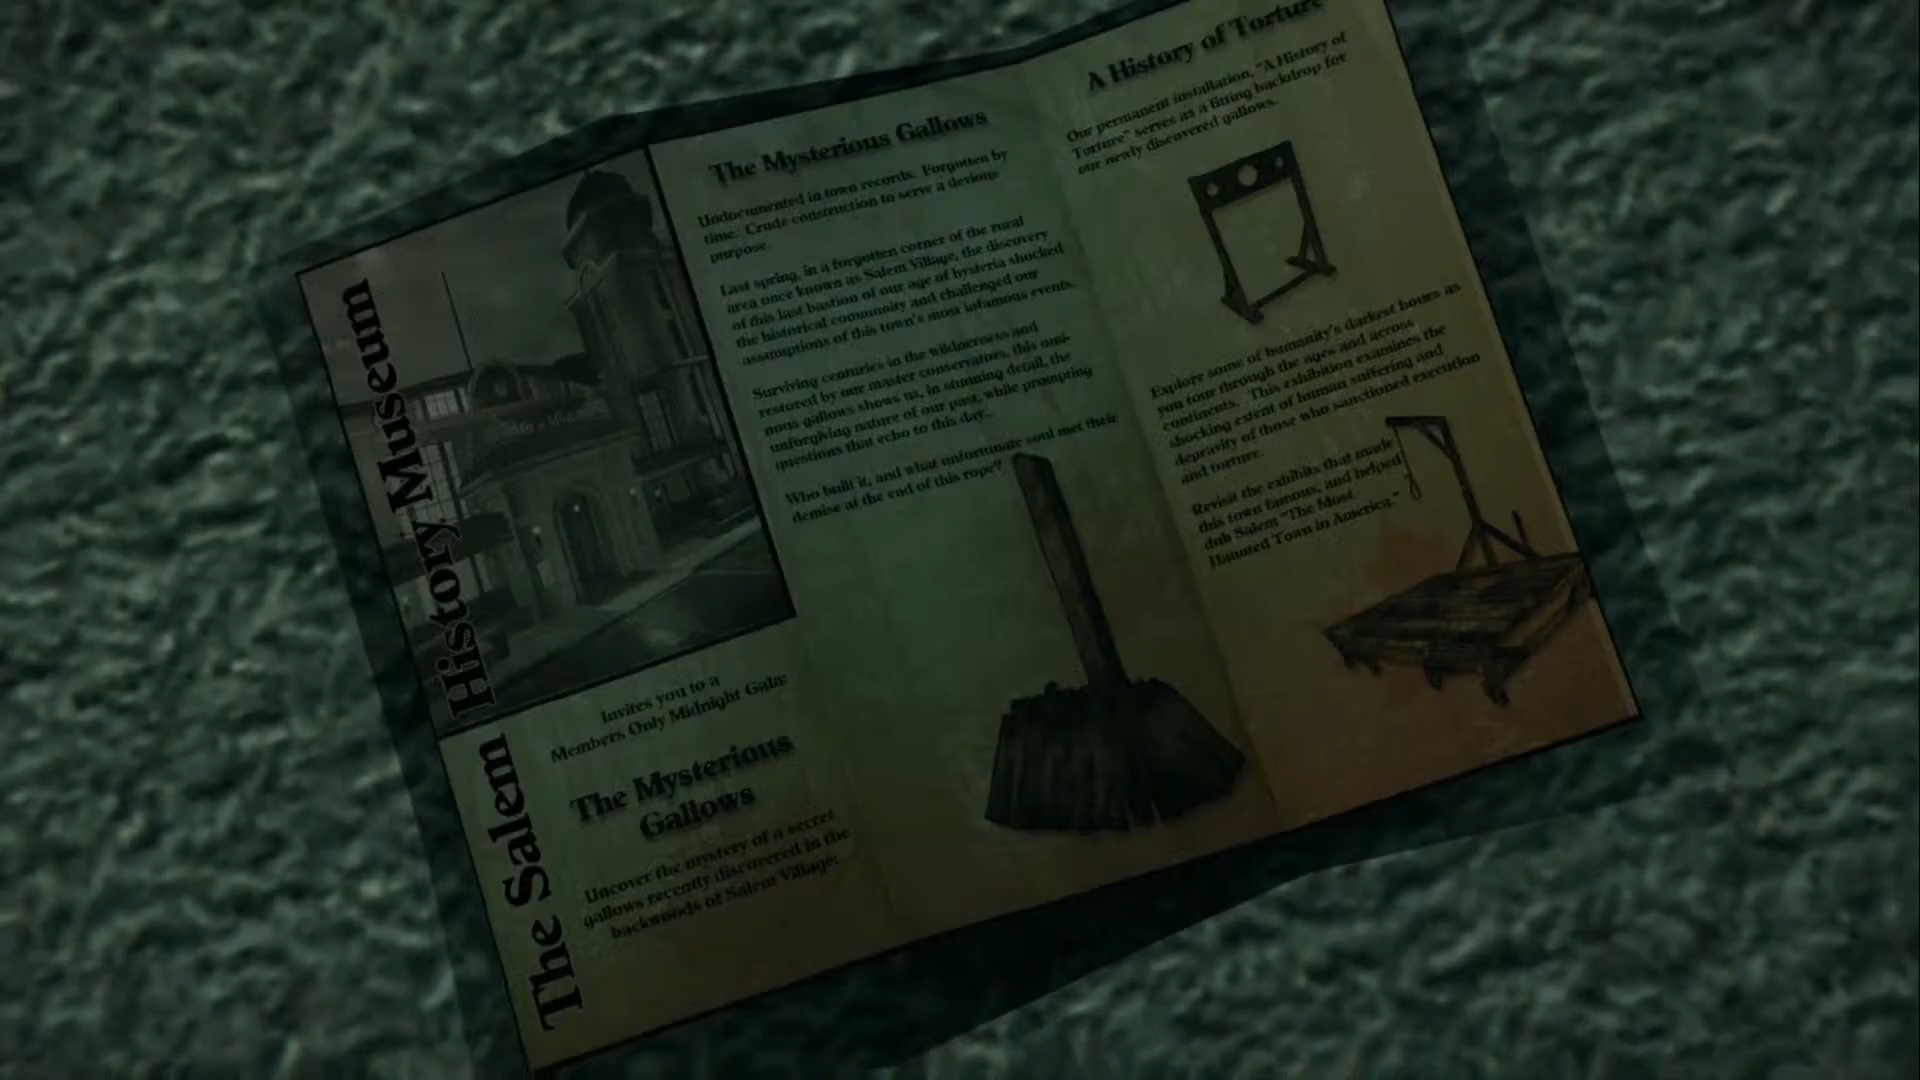 The Salem
History Museum
Invites you to a
Members Only Midnight Gala:
The Mysterious
Gallows
Uncover the mystery of a secret
gallows recently discovered in the
backwoods of Salem Village:
The Mysterious Gallows
Undocumented in town records. Forgotten by
time. Crude construction to serve a devious
purpose.
Last spring, in a forgotten corner of the rural
area once known as Salem Village, the discovery
of this last bastion of our age of hysteria shocked
the historical community and challenged our
assumptions of this town's most infamous events.
Surviving centuries in the wilderness and
restored by our master conservators, this omi-
nous gallows shows us, in stunning detail, the
unforgiving nature of our past, while prompting
questions that echo to this day...
Who built it, and what unfortunate soul met their
demise at the end of this rope?
A History of Torture
Our permanent installation, "A History of
Torture" serves as a fitting backdrop for
our newly discovered gallows.
Explore some of humanity's darkest hours as
you tour through the ages and across
continents. This exhibition examines the
shocking extent of human suffering and
depravity of those who sanctioned execution
and torture.
Revisit the exhibits that made
this town famous, and helped
dub Salem "The Most
Haunted Town in America."